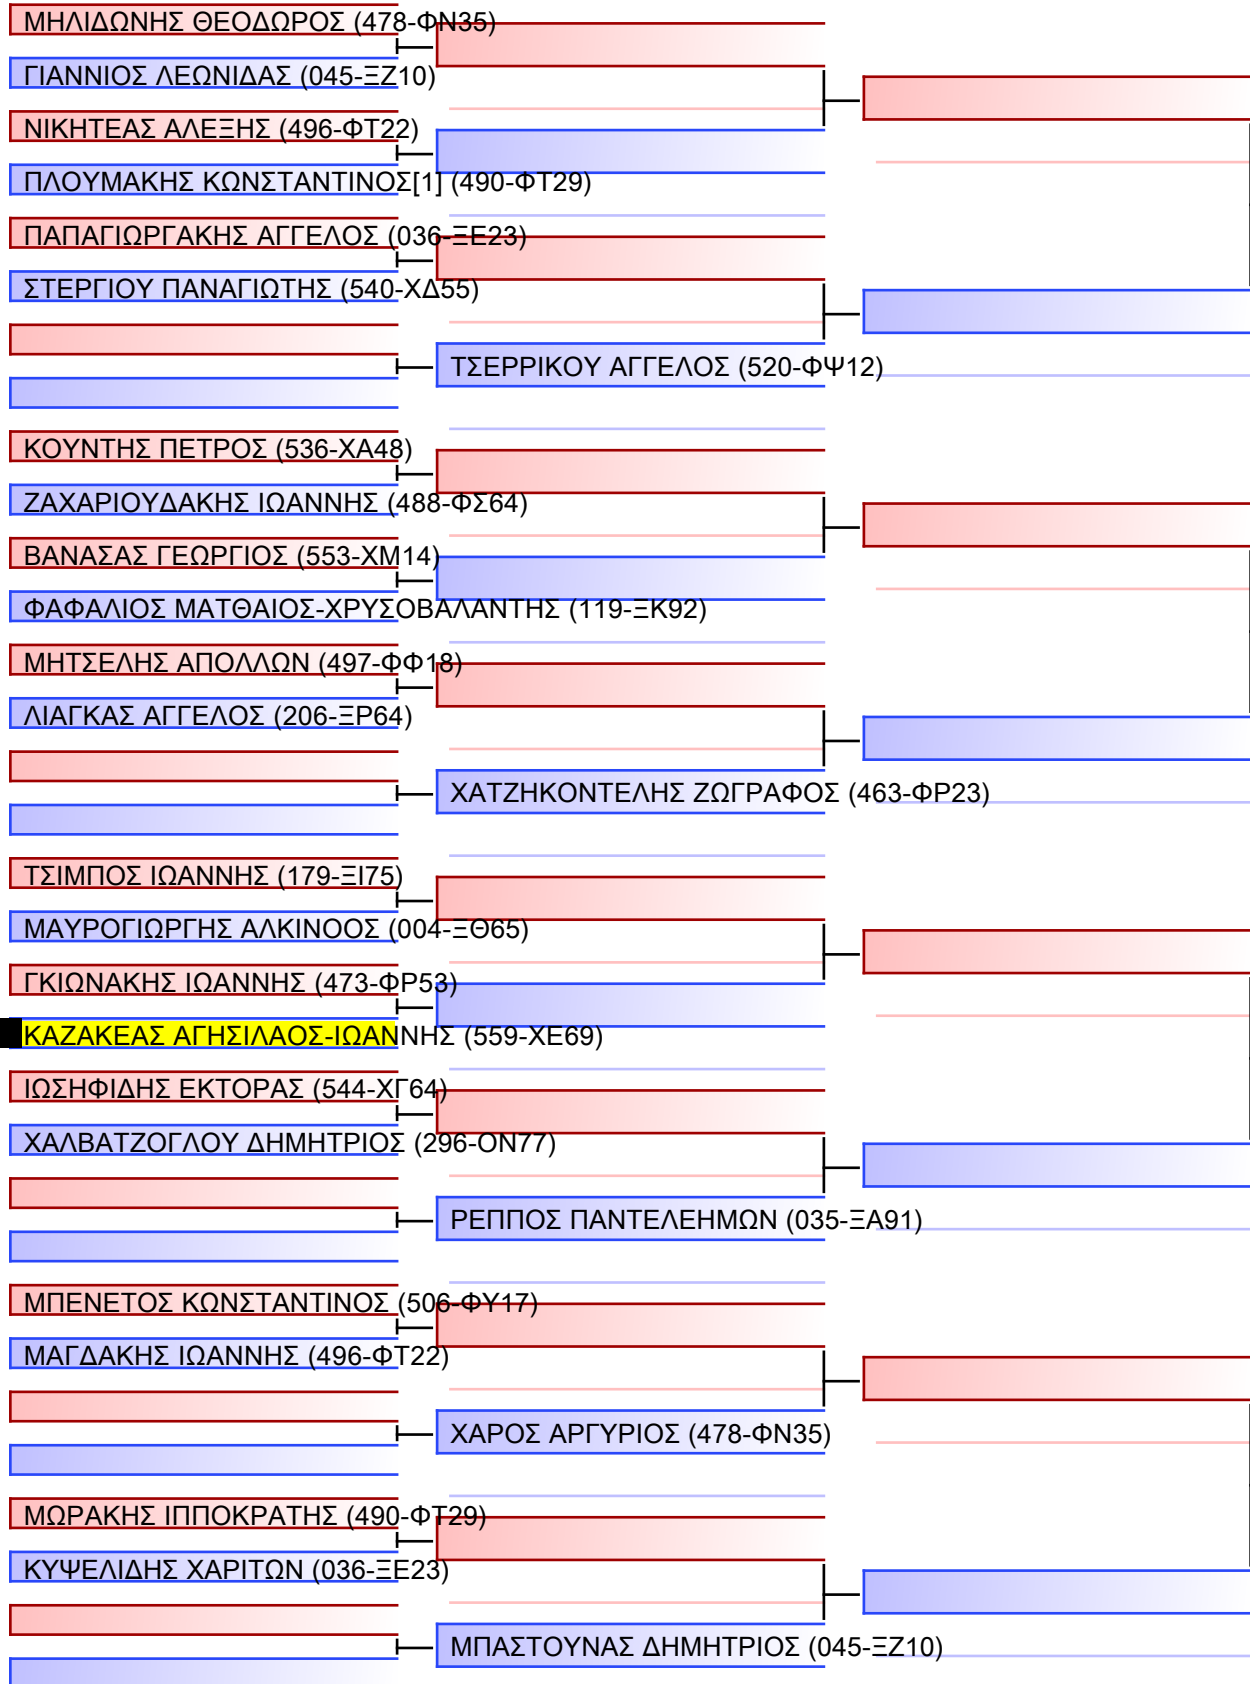 ΜΗΛΙΔΩΝΗΣ ΘΕΟΔΩΡΟΣ (478-ΦΝ35)
ΓΙΑΝΝΙΟΣ ΛΕΩΝΙΔΑΣ (045-ΞΖ10)
ΝΙΚΗΤΕΑΣ ΑΛΕΞΗΣ (496-ΦΤ22)
ΠΛΟΥΜΑΚΗΣ ΚΩΝΣΤΑΝΤΙΝΟΣ[1] (490-ΦΤ29)
ΠΑΠΑΓΙΩΡΓΑΚΗΣ ΑΓΓΕΛΟΣ (036-ΞΕ23)
ΣΤΕΡΓΙΟΥ ΠΑΝΑΓΙΩΤΗΣ (540-ΧΔ55)
ΤΣΕΡΡΙΚΟΥ ΑΓΓΕΛΟΣ (520-ΦΨ12)
ΚΟΥΝΤΗΣ ΠΕΤΡΟΣ (536-ΧΑ48)
ΖΑΧΑΡΙΟΥΔΑΚΗΣ ΙΩΑΝΝΗΣ (488-ΦΣ64)
ΒΑΝΑΣΑΣ ΓΕΩΡΓΙΟΣ (553-ΧΜ14)
ΦΑΦΑΛΙΟΣ ΜΑΤΘΑΙΟΣ-ΧΡΥΣΟΒΑΛΑΝΤΗΣ (119-ΞΚ92)
ΜΗΤΣΕΛΗΣ ΑΠΟΛΛΩΝ (497-ΦΦ18)
ΛΙΑΓΚΑΣ ΑΓΓΕΛΟΣ (206-ΞΡ64)
ΧΑΤΖΗΚΟΝΤΕΛΗΣ ΖΩΓΡΑΦΟΣ (463-ΦΡ23)
ΤΣΙΜΠΟΣ ΙΩΑΝΝΗΣ (179-ΞΙ75)
ΜΑΥΡΟΓΙΩΡΓΗΣ ΑΛΚΙΝΟΟΣ (004-ΞΘ65)
ΓΚΙΩΝΑΚΗΣ ΙΩΑΝΝΗΣ (473-ΦΡ53)
ΚΑΖΑΚΕΑΣ ΑΓΗΣΙΛΑΟΣ-ΙΩΑΝΝΗΣ (559-ΧΕ69)
ΙΩΣΗΦΙΔΗΣ ΕΚΤΟΡΑΣ (544-ΧΓ64)
ΧΑΛΒΑΤΖΟΓΛΟΥ ΔΗΜΗΤΡΙΟΣ (296-ΟΝ77)
ΡΕΠΠΟΣ ΠΑΝΤΕΛΕΗΜΩΝ (035-ΞΑ91)
ΜΠΕΝΕΤΟΣ ΚΩΝΣΤΑΝΤΙΝΟΣ (506-ΦΥ17)
ΜΑΓΔΑΚΗΣ ΙΩΑΝΝΗΣ (496-ΦΤ22)
ΧΑΡΟΣ ΑΡΓΥΡΙΟΣ (478-ΦΝ35)
ΜΩΡΑΚΗΣ ΙΠΠΟΚΡΑΤΗΣ (490-ΦΤ29)
ΚΥΨΕΛΙΔΗΣ ΧΑΡΙΤΩΝ (036-ΞΕ23)
ΜΠΑΣΤΟΥΝΑΣ ΔΗΜΗΤΡΙΟΣ (045-ΞΖ10)